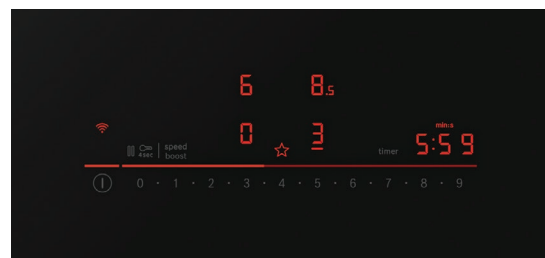 6 8.5
min:s
0 3 5:59
4sec speed boost timer
0 · 1 · 2 · 3 · 4 · 5 · 6 · 7 · 8 · 9